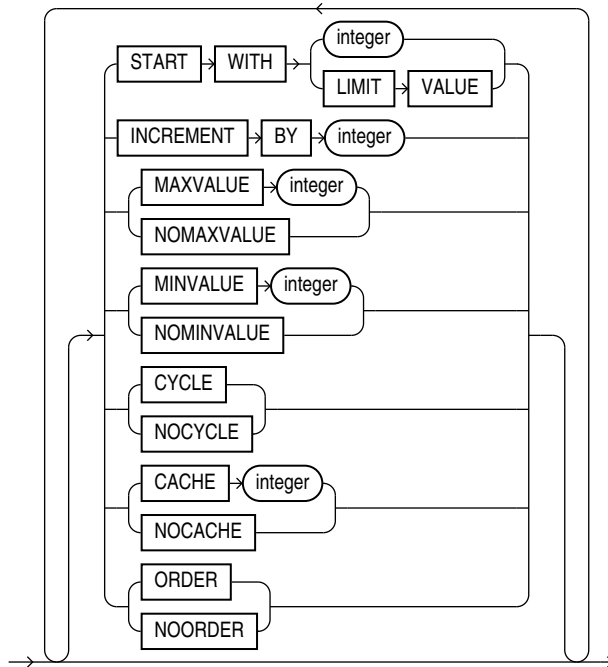 integer
START WITH
LIMIT VALUE
INCREMENT BY integer
MAXVALUE integer
NOMAXVALUE
MINVALUE integer
NOMINVALUE
CYCLE
NOCYCLE
CACHE integer
NOCACHE
ORDER
NOORDER